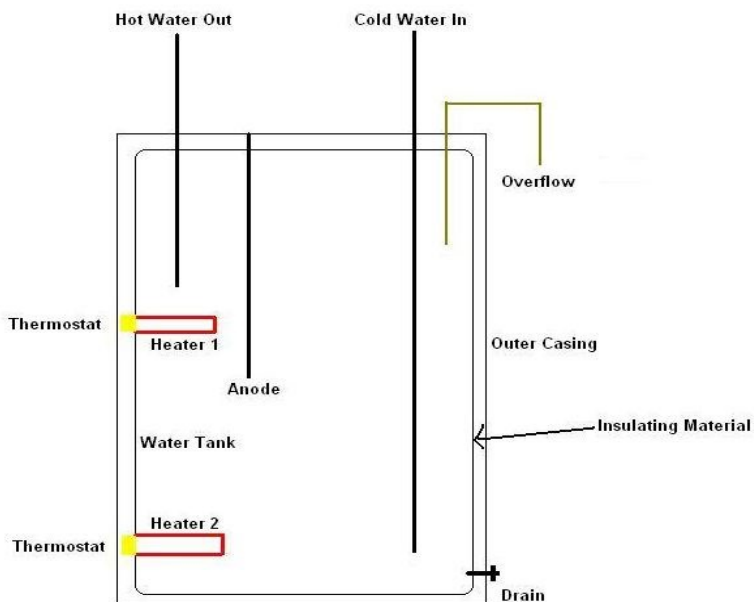 Hot Water Out
Cold Water In
Overflow
Thermostat
Heater 1
Outer Casing
Anode
Insulating Material
Water Tank
Heater 2
Thermostat
Drain